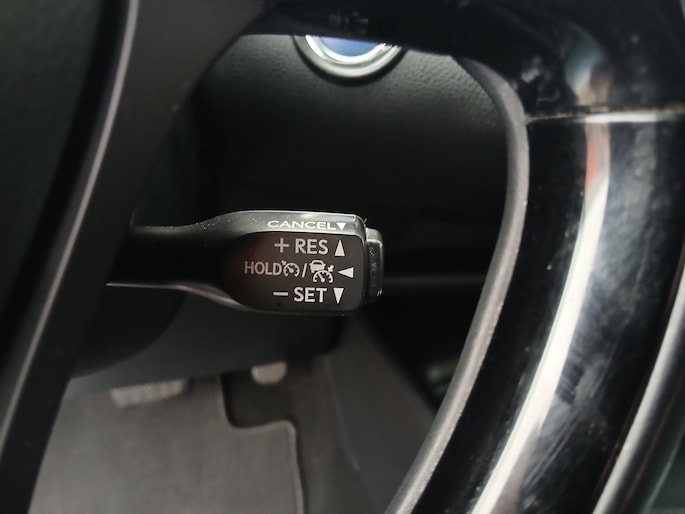 CANCEL▼
+ RES ▲
HOLD / ◄
− SET ▼